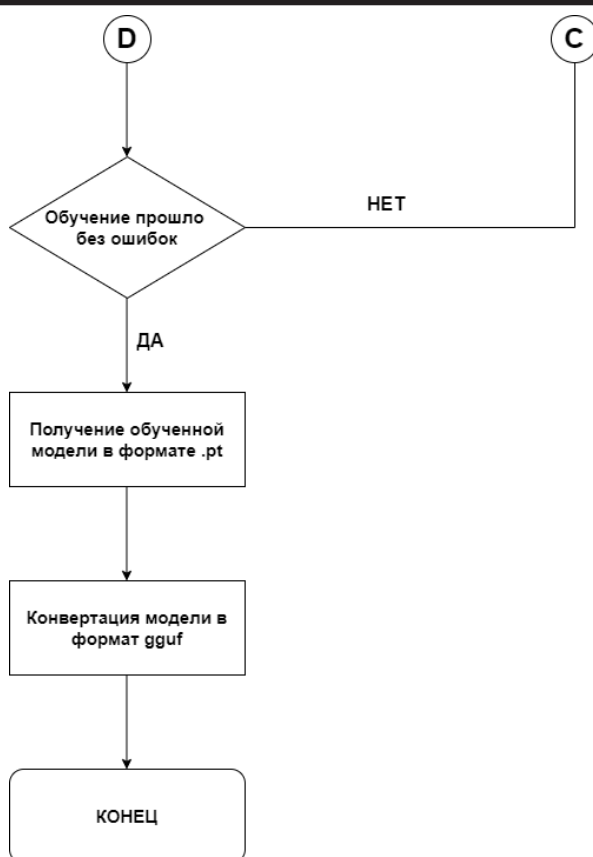 D
C
Обучение прошло
без ошибок
НЕТ
ДА
Получение обученной
модели в формате .pt
Конвертация модели в
формат gguf
КОНЕЦ